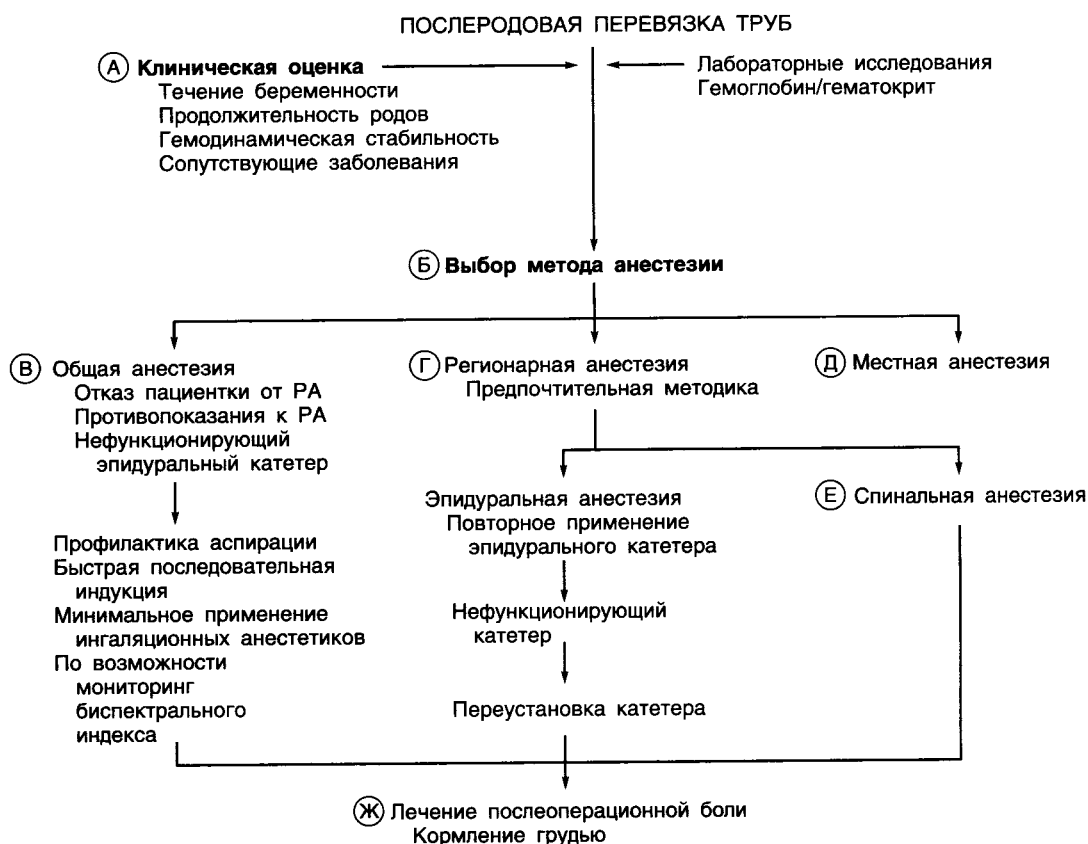 ПОСЛЕРОДОВАЯ ПЕРЕВЯЗКА ТРУБ
А Клиническая оценка
Течение беременности
Продолжительность родов
Гемодинамическая стабильность
Сопутствующие заболевания
Лабораторные исследования
Гемоглобин/гематокрит
Б Выбор метода анестезии
В Общая анестезия
Отказ пациентки от РА
Противопоказания к РА
Нефункционирующий
эпидуральный катетер
Профилактика аспирации
Быстрая последовательная
индукция
Минимальное применение
ингаляционных анестетиков
По возможности
мониторинг
биспектрального
индекса
Г Регионарная анестезия
Предпочтительная методика
Д Местная анестезия
Эпидуральная анестезия
Повторное применение
эпидурального катетера
Нефункционирующий
катетер
Переустановка катетера
Е Спинальная анестезия
Ж Лечение послеоперационной боли
Кормление грудью